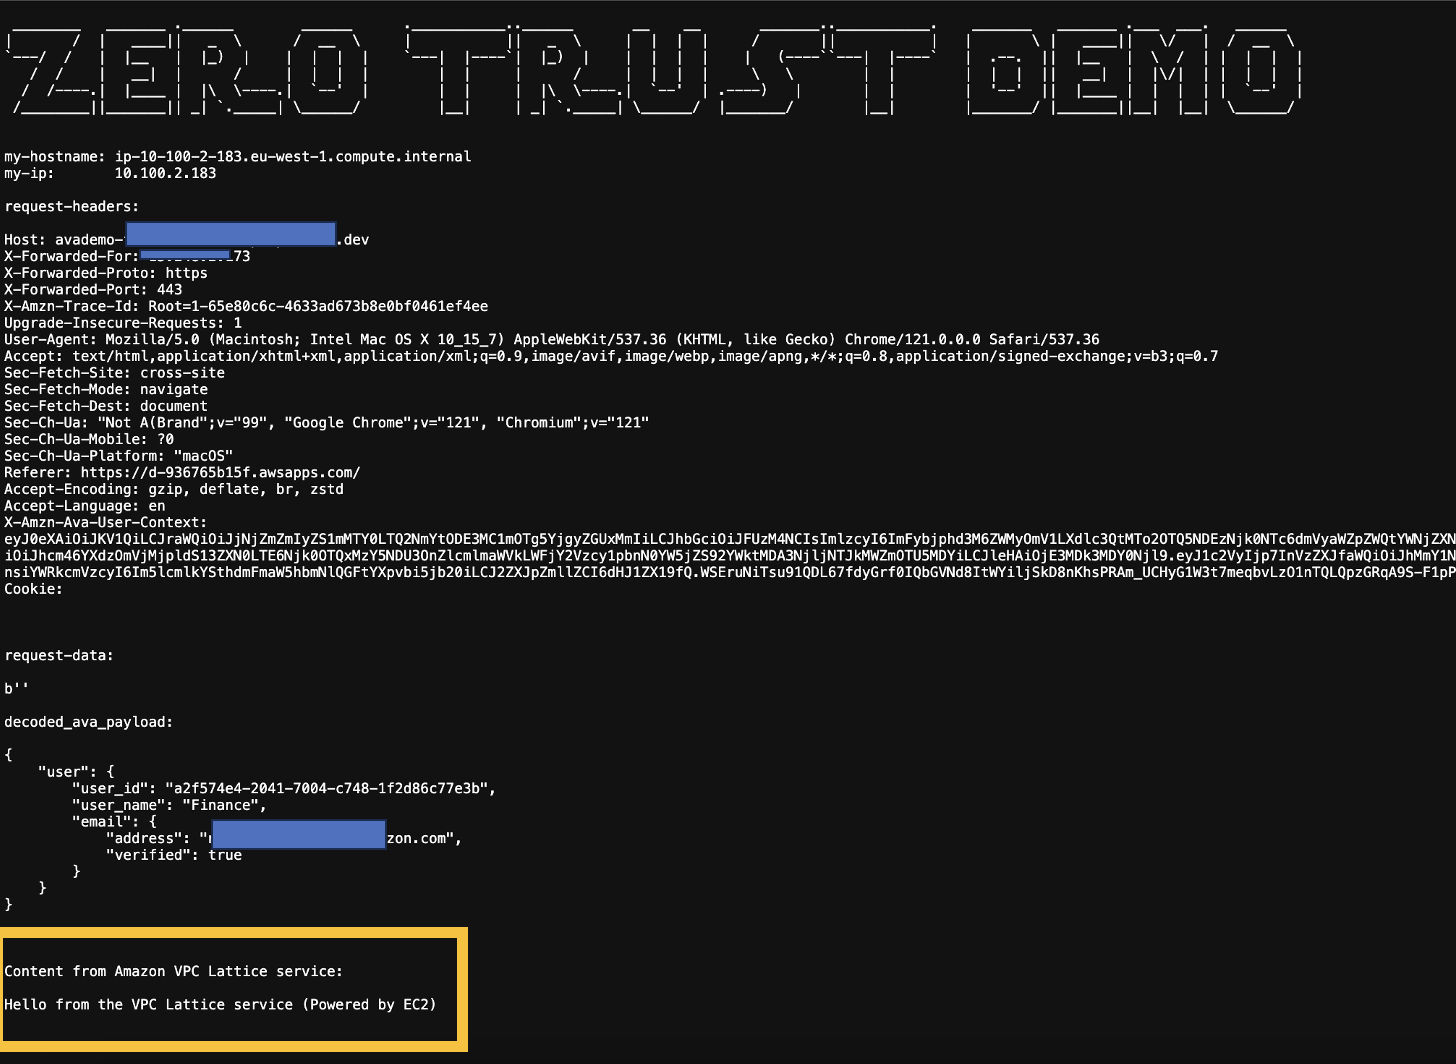 ZERO TRUST DEMO
my-hostname: ip-10-100-2-183.eu-west-1.compute.internal
my-ip:       10.100.2.183
request-headers:
Host: avademo- .dev
X-Forwarded-For: 73
X-Forwarded-Proto: https
X-Forwarded-Port: 443
X-Amzn-Trace-Id: Root=1-65e80c6c-4633ad673b8e0bf0461ef4ee
Upgrade-Insecure-Requests: 1
User-Agent: Mozilla/5.0 (Macintosh; Intel Mac OS X 10_15_7) AppleWebKit/537.36 (KHTML, like Gecko) Chrome/121.0.0.0 Safari/537.36
Accept: text/html,application/xhtml+xml,application/xml;q=0.9,image/avif,image/webp,image/apng,*/*;q=0.8,application/signed-exchange;v=b3;q=0.7
Sec-Fetch-Site: cross-site
Sec-Fetch-Mode: navigate
Sec-Fetch-Dest: document
Sec-Ch-Ua: "Not A(Brand";v="99", "Google Chrome";v="121", "Chromium";v="121"
Sec-Ch-Ua-Mobile: ?0
Sec-Ch-Ua-Platform: "macOS"
Referer: https://d-936765b15f.awsapps.com/
Accept-Encoding: gzip, deflate, br, zstd
Accept-Language: en
X-Amzn-Ava-User-Context:
Cookie:
request-data:
b''
decoded_ava_payload:
{
    "user": {
        "user_id": "a2f574e4-2041-7004-c748-1f2d86c77e3b",
        "user_name": "Finance",
        "email": {
            "address": " zon.com",
            "verified": true
        }
    }
}
Content from Amazon VPC Lattice service:
Hello from the VPC Lattice service (Powered by EC2)